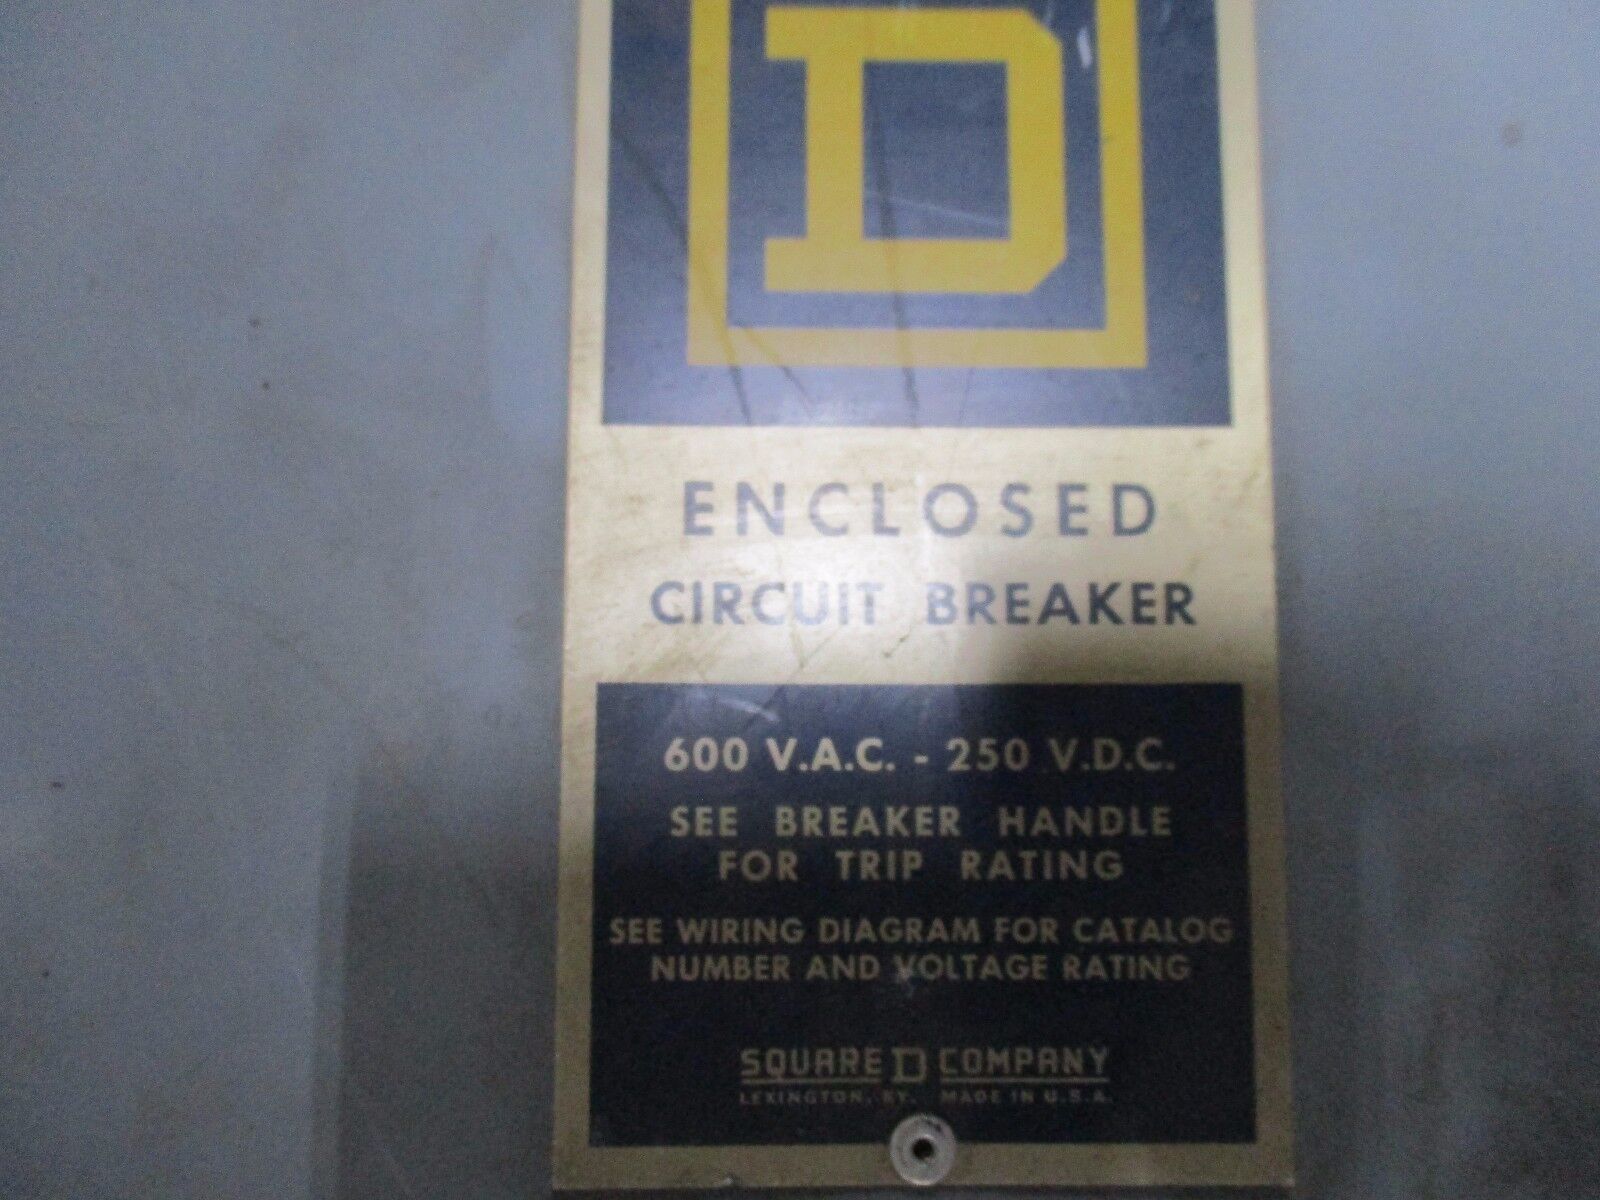 D
ENCLOSED
CIRCUIT BREAKER
600 V.A.C. - 250 V.D.C.
SEE BREAKER HANDLE
FOR TRIP RATING
SEE WIRING DIAGRAM FOR CATALOG
NUMBER AND VOLTAGE RATING
SQUARE D COMPANY
LEXINGTON, KY. MADE IN U.S.A.